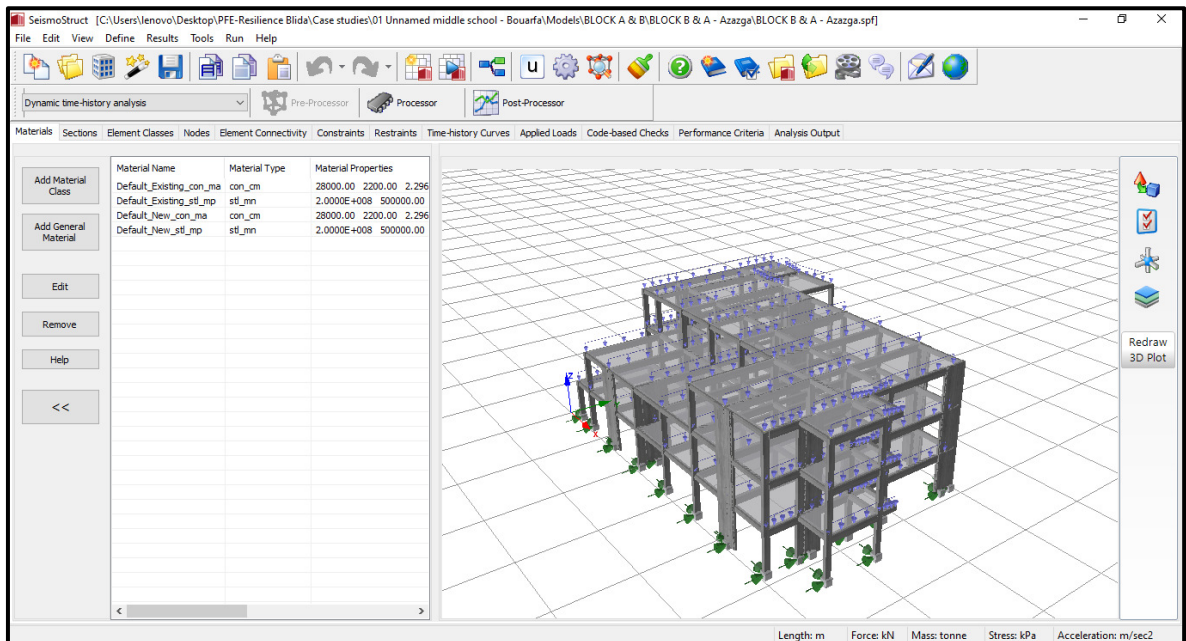 SeismoStruct [C:\Users\lenovo\Desktop\PFE-Resilience Blida\Case studies\01 Unnamed middle school - Bouarfa\Models\BLOCK A & B\BLOCK B & A - Azazga\BLOCK B & A - Azazga.spf]
File Edit View Define Results Tools Run Help
u
Dynamic time-history analysis Pre-Processor Processor Post-Processor
Materials Sections Element Classes Nodes Element Connectivity Constraints Restraints Time-history Curves Applied Loads Code-based Checks Performance Criteria Analysis Output
Add Material Class
Add General Material
Edit
Remove
Help
<<
Material Name Material Type Material Properties
Default_Existing_con_ma con_cm 28000.00 2200.00 2.296
Default_Existing_stl_mp stl_mn 2.0000E+008 500000.00
Default_New_con_ma con_cm 28000.00 2200.00 2.296
Default_New_stl_mp stl_mn 2.0000E+008 500000.00
z
x
Redraw
3D Plot
Length: m Force: kN Mass: tonne Stress: kPa Acceleration: m/sec2